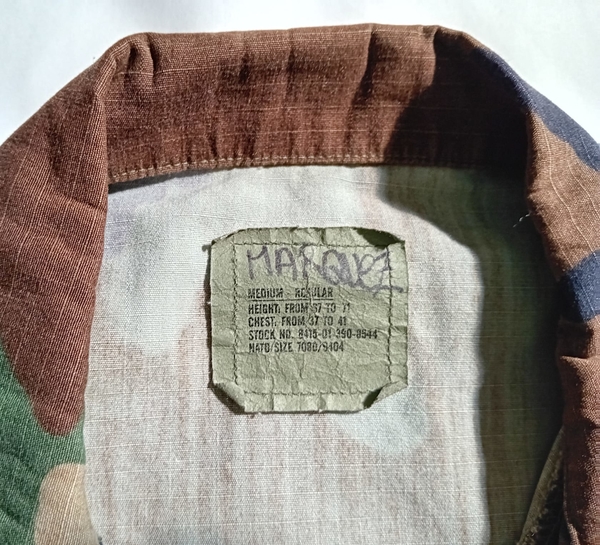 MARQUEZ
MEDIUM - REGULAR
HEIGHT: FROM 67 TO 71
CHEST: FROM 37 TO 41
STOCK NO. 8415-01-390-8544
NATO SIZE 7080/9404